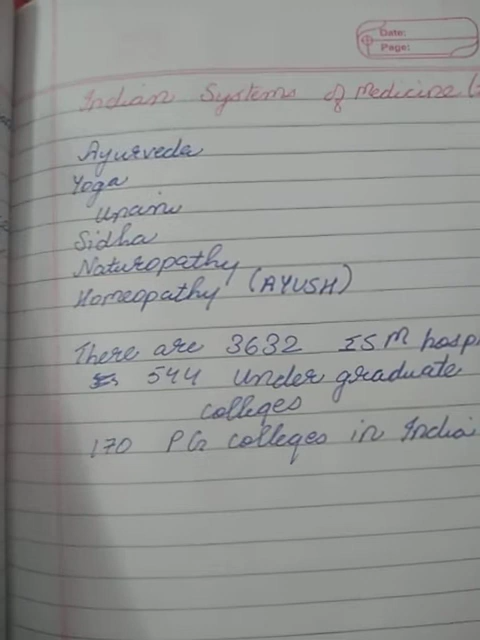 Date:
Page:
Indian Systems of Medicine (
Ayurveda
Yoga
Unani
Sidha
Naturopathy
Homeopathy (AYUSH)
There are 3632 ISM hosp
544 Under graduate
colleges
170 PG colleges in India